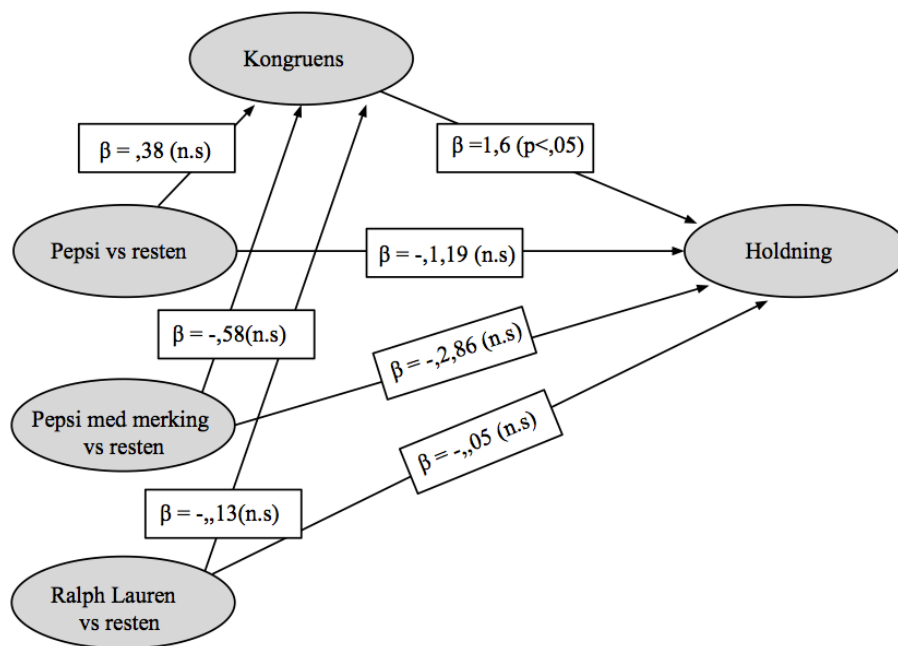 Kongruens
β = ,38 (n.s)
β =1,6 (p<,05)
Pepsi vs resten
β = -,1,19 (n.s)
Holdning
β = -,58(n.s)
β = -,2,86 (n.s)
Pepsi med merking
vs resten
β = -,,05 (n.s)
β = -,,13(n.s)
Ralph Lauren
vs resten